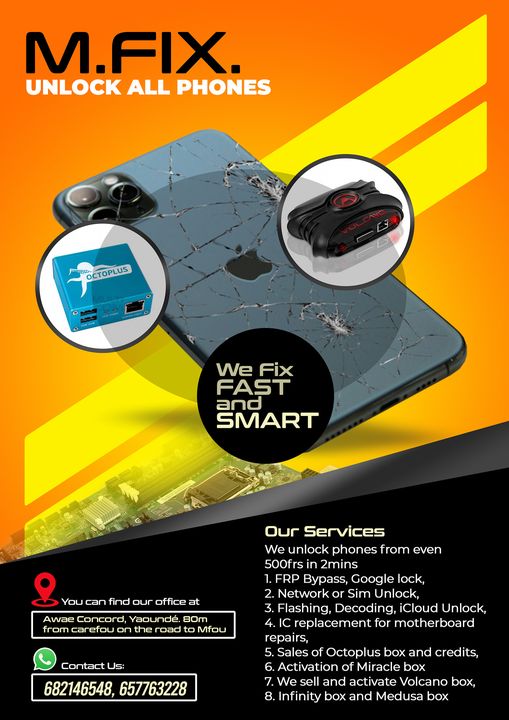 M.FIX.
UNLOCK ALL PHONES
OCTOPLUS
VOLCANO
We Fix
FAST
and
SMART
Our Services
We unlock phones from even
500frs in 2mins
1. FRP Bypass, Google lock,
2. Network or Sim Unlock,
3. Flashing, Decoding, iCloud Unlock,
4. IC replacement for motherboard
repairs,
5. Sales of Octoplus box and credits,
6. Activation of Miracle box
7. We sell and activate Volcano box,
8. Infinity box and Medusa box
You can find our office at
Awae Concord, Yaoundé. 80m
from carefou on the road to Mfou
Contact Us:
682146548, 657763228